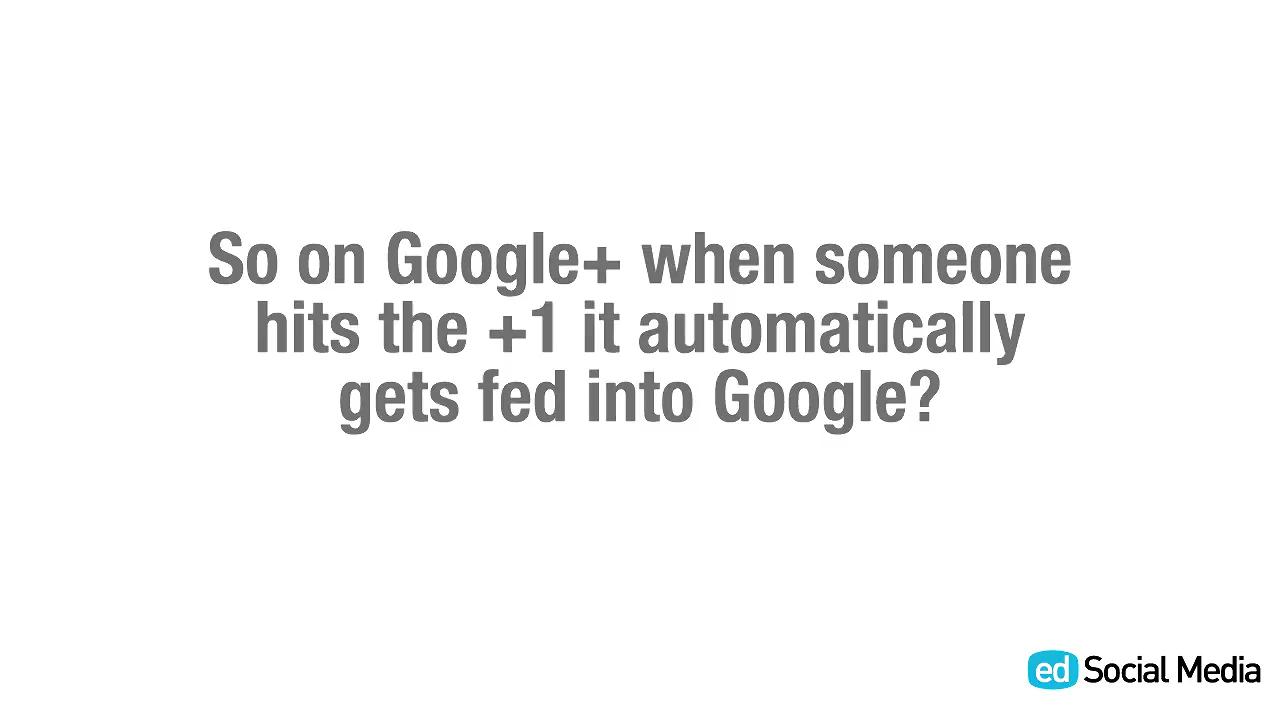 So on Google+ when someone
hits the +1 it automatically
gets fed into Google?
ed Social Media